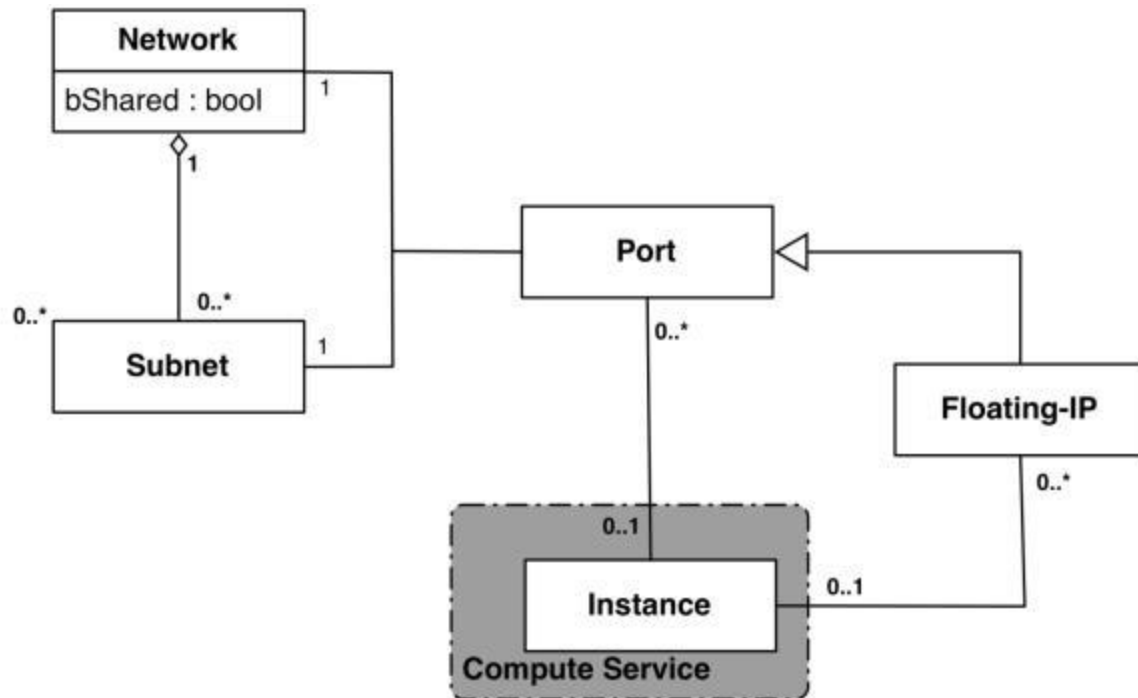 Network
bShared : bool
1
1
0..*
0..*
Subnet
1
Port
0..*
Floating-IP
0..*
0..1
Instance
0..1
Compute Service